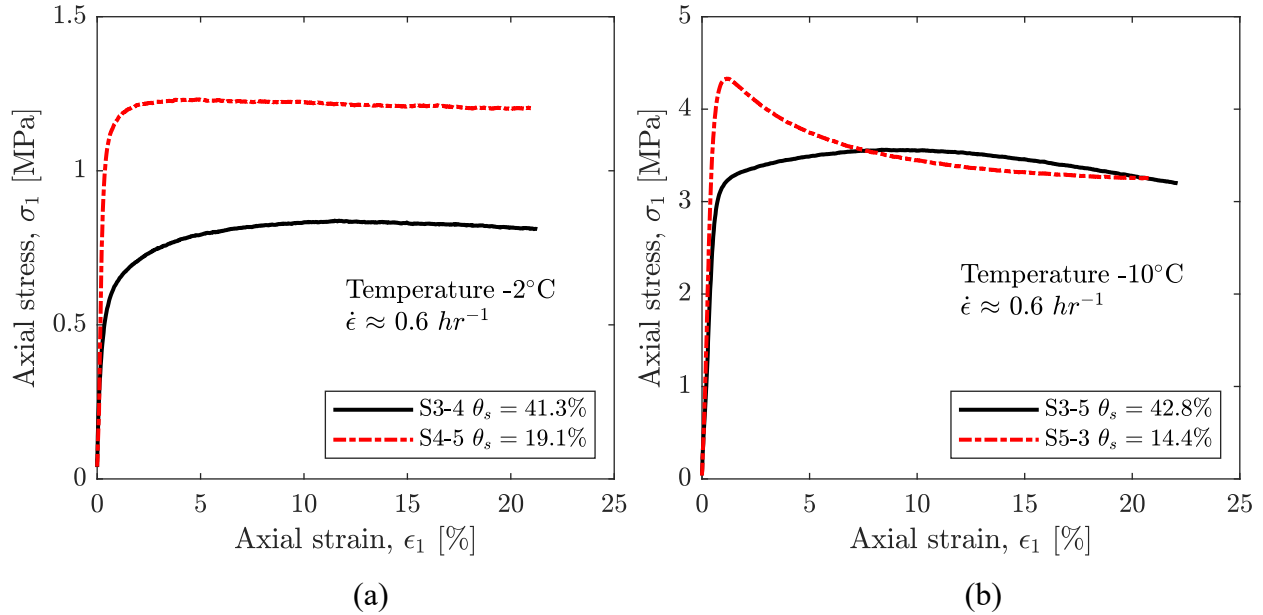 1.5
1
0.5
0
0
5
10
15
20
25
Axial stress, σ₁ [MPa]
Axial strain, ϵ₁ [%]
Temperature -2°C
ϵ̇ ≈ 0.6 hr⁻¹
S3-4 θₛ = 41.3%
S4-5 θₛ = 19.1%
(a)
5
4
3
2
1
0
0
5
10
15
20
25
Axial stress, σ₁ [MPa]
Axial strain, ϵ₁ [%]
Temperature -10°C
ϵ̇ ≈ 0.6 hr⁻¹
S3-5 θₛ = 42.8%
S5-3 θₛ = 14.4%
(b)